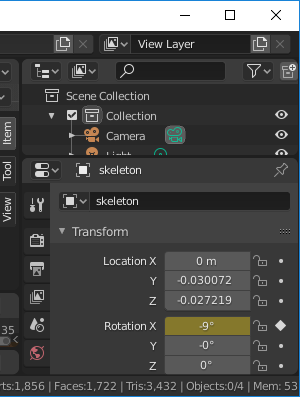 View Layer
Scene Collection
Collection
Camera
Light
Item
Tool
View
skeleton
skeleton
Transform
Location X 0 m
Y -0.030072
Z -0.027219
Rotation X -9°
Y -0°
Z 0°
35
rts:1,856 | Faces:1,722 | Tris:3,432 | Objects:0/4 | Mem: 53